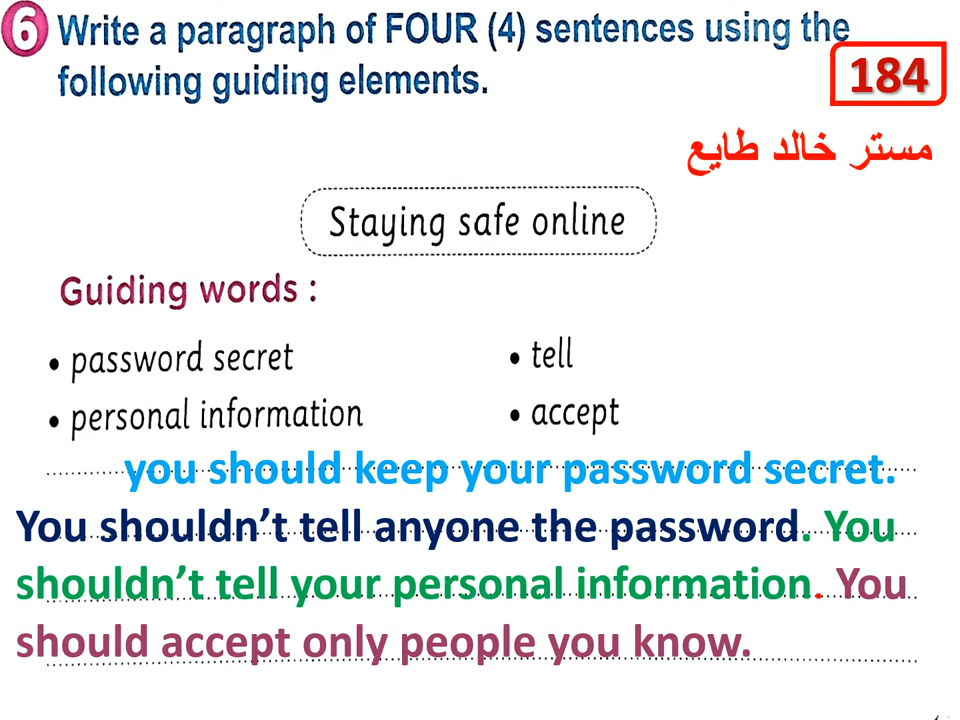 6 Write a paragraph of FOUR (4) sentences using the
following guiding elements.
184
مستر خالد طايع
Staying safe online
Guiding words :
• password secret
• tell
• personal information
• accept
you should keep your password secret.
You shouldn’t tell anyone the password. You
shouldn’t tell your personal information. You
should accept only people you know.